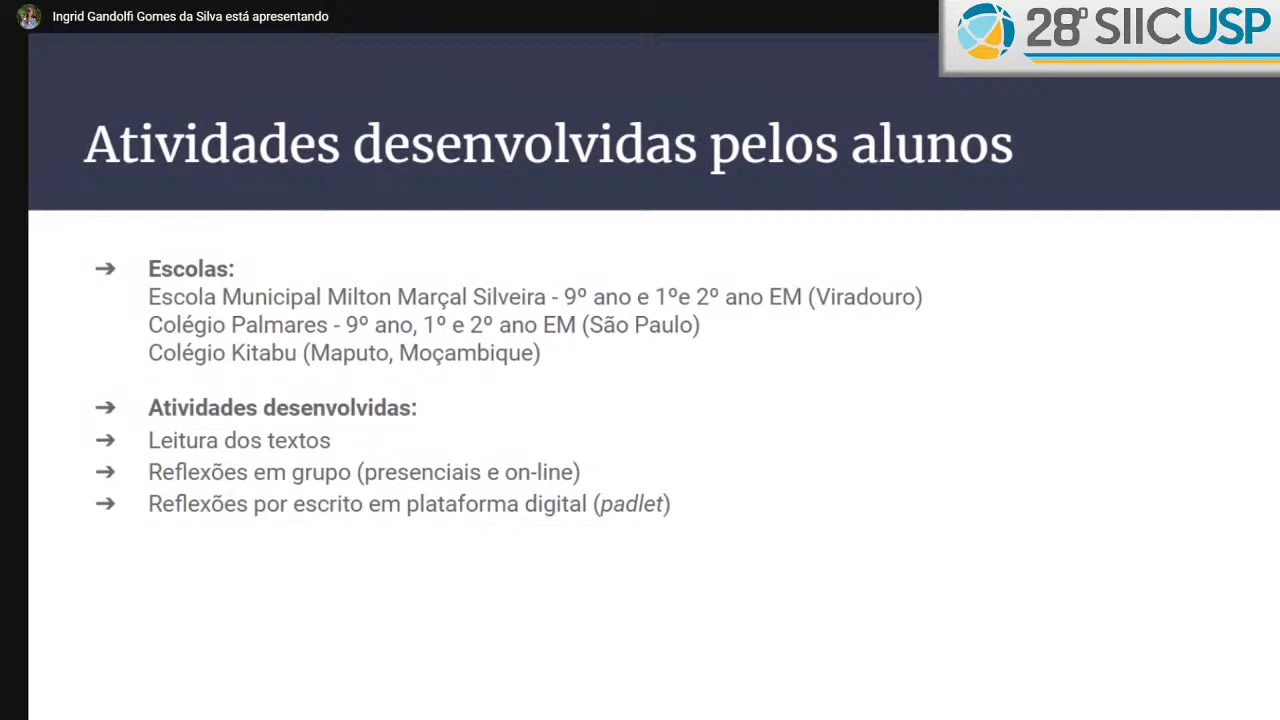 Ingrid Gandolfi Gomes da Silva está apresentando
28º SIICUSP
Atividades desenvolvidas pelos alunos
➔ Escolas:
Escola Municipal Milton Marçal Silveira - 9º ano e 1ºe 2º ano EM (Viradouro)
Colégio Palmares - 9º ano, 1º e 2º ano EM (São Paulo)
Colégio Kitabu (Maputo, Moçambique)
➔ Atividades desenvolvidas:
➔ Leitura dos textos
➔ Reflexões em grupo (presenciais e on-line)
➔ Reflexões por escrito em plataforma digital (padlet)